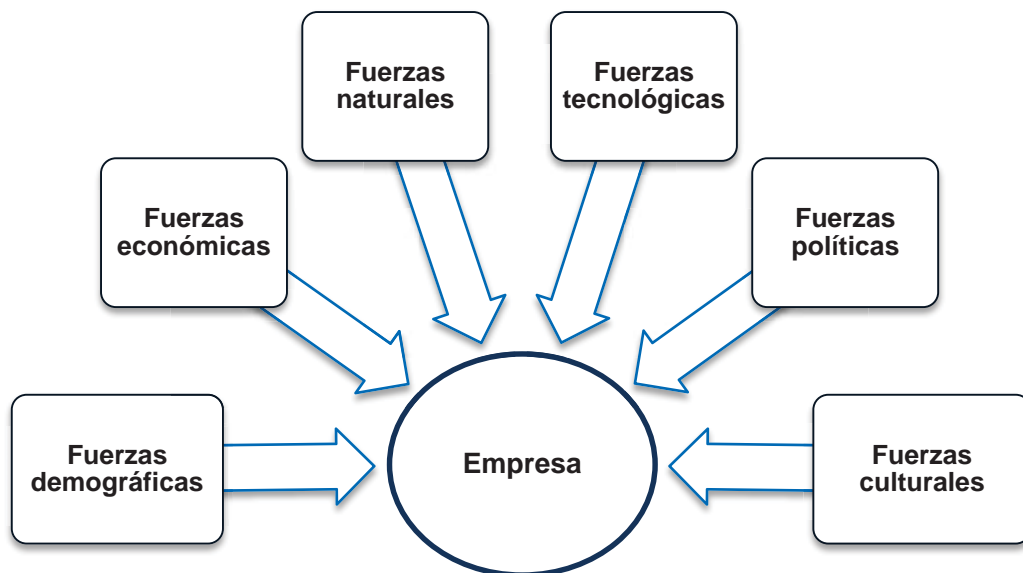 Fuerzas
naturales
Fuerzas
tecnológicas
Fuerzas
económicas
Fuerzas
políticas
Fuerzas
demográficas
Empresa
Fuerzas
culturales